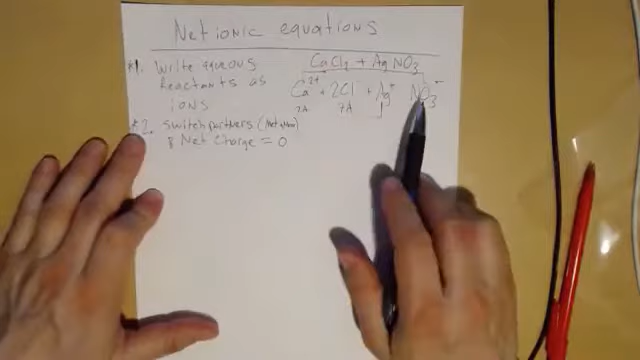 Net ionic equations
#1. Write aqueous
Reactants as
ions
CaCl2 + AgNO3
Ca2+ + 2Cl + Ag+ NO3-
#2. Switch partners
& Net Charge = 0